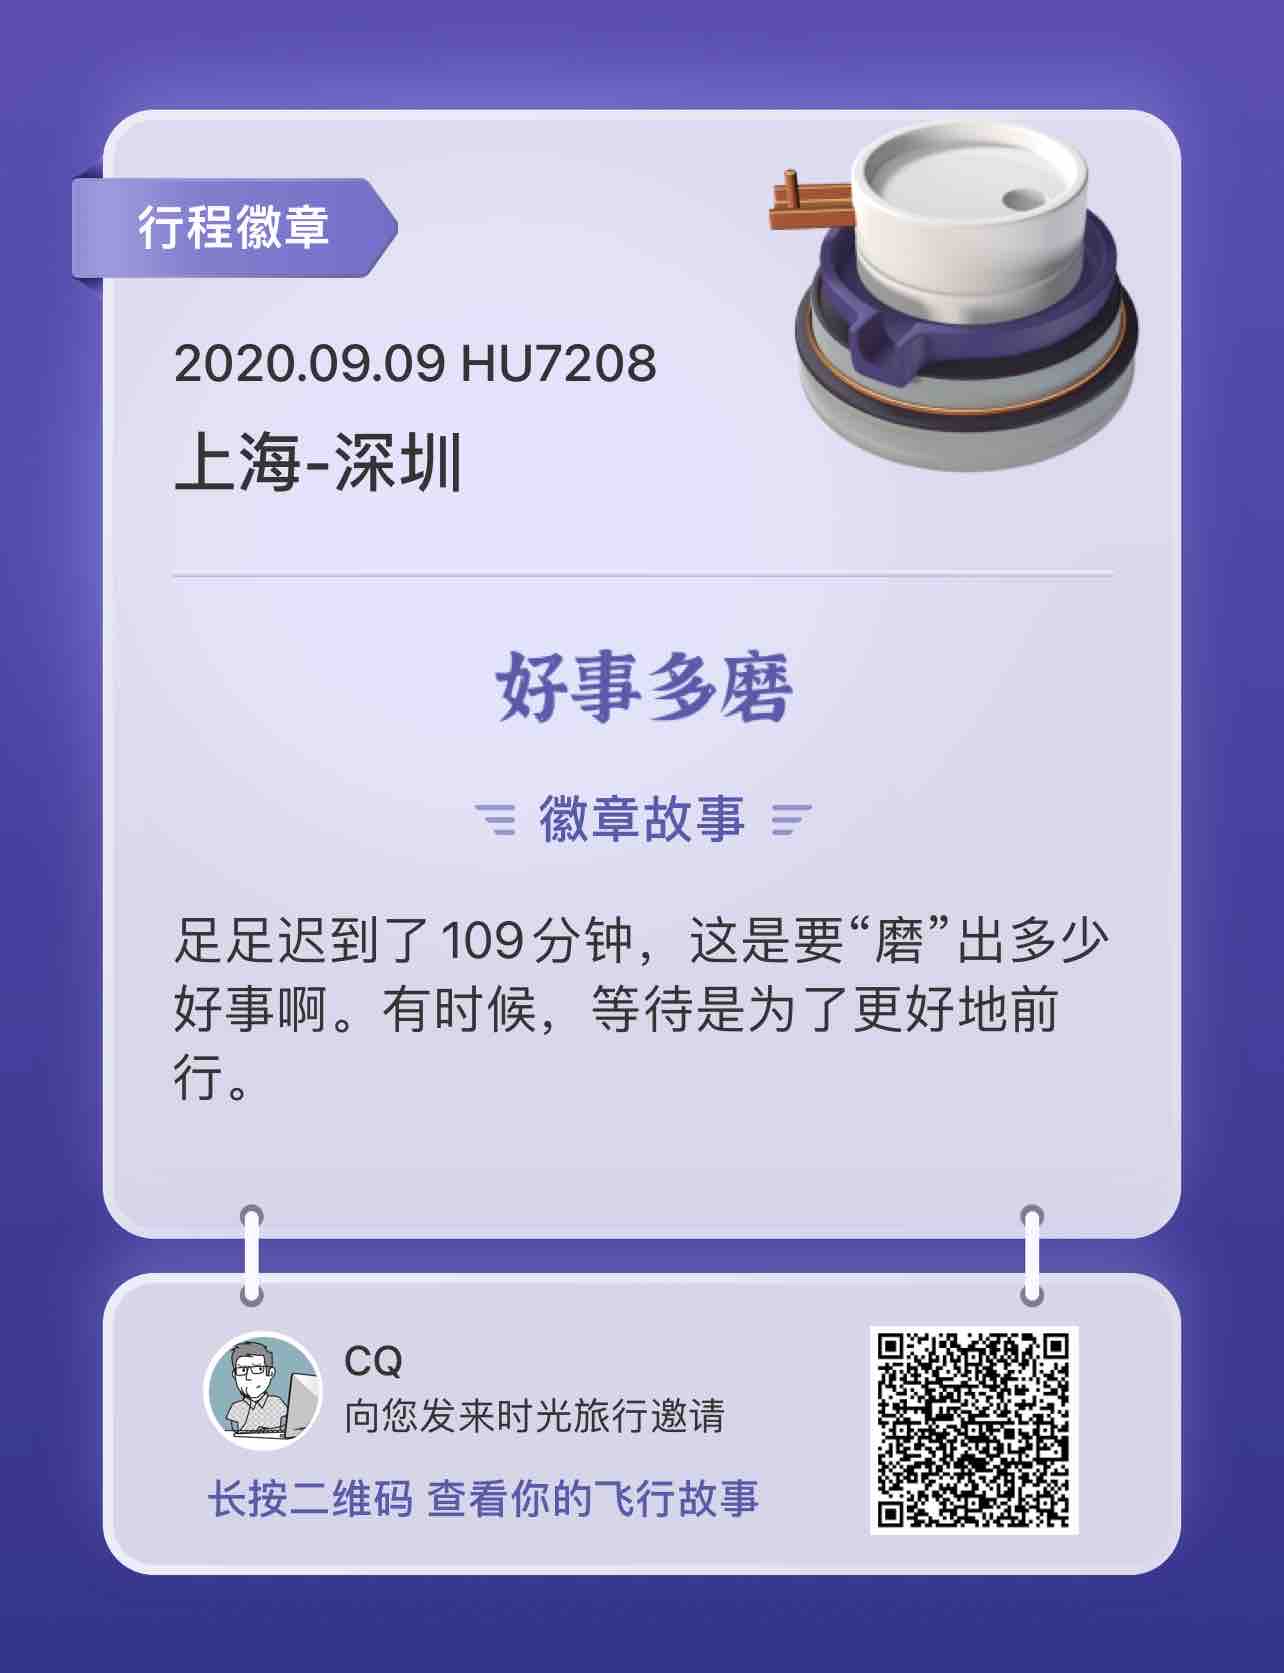 行程徽章
2020.09.09 HU7208
上海-深圳
好事多磨
徽章故事
足足迟到了109分钟，这是要“磨”出多少
好事啊。有时候，等待是为了更好地前
行。
CQ
向您发来时光旅行邀请
长按二维码 查看你的飞行故事